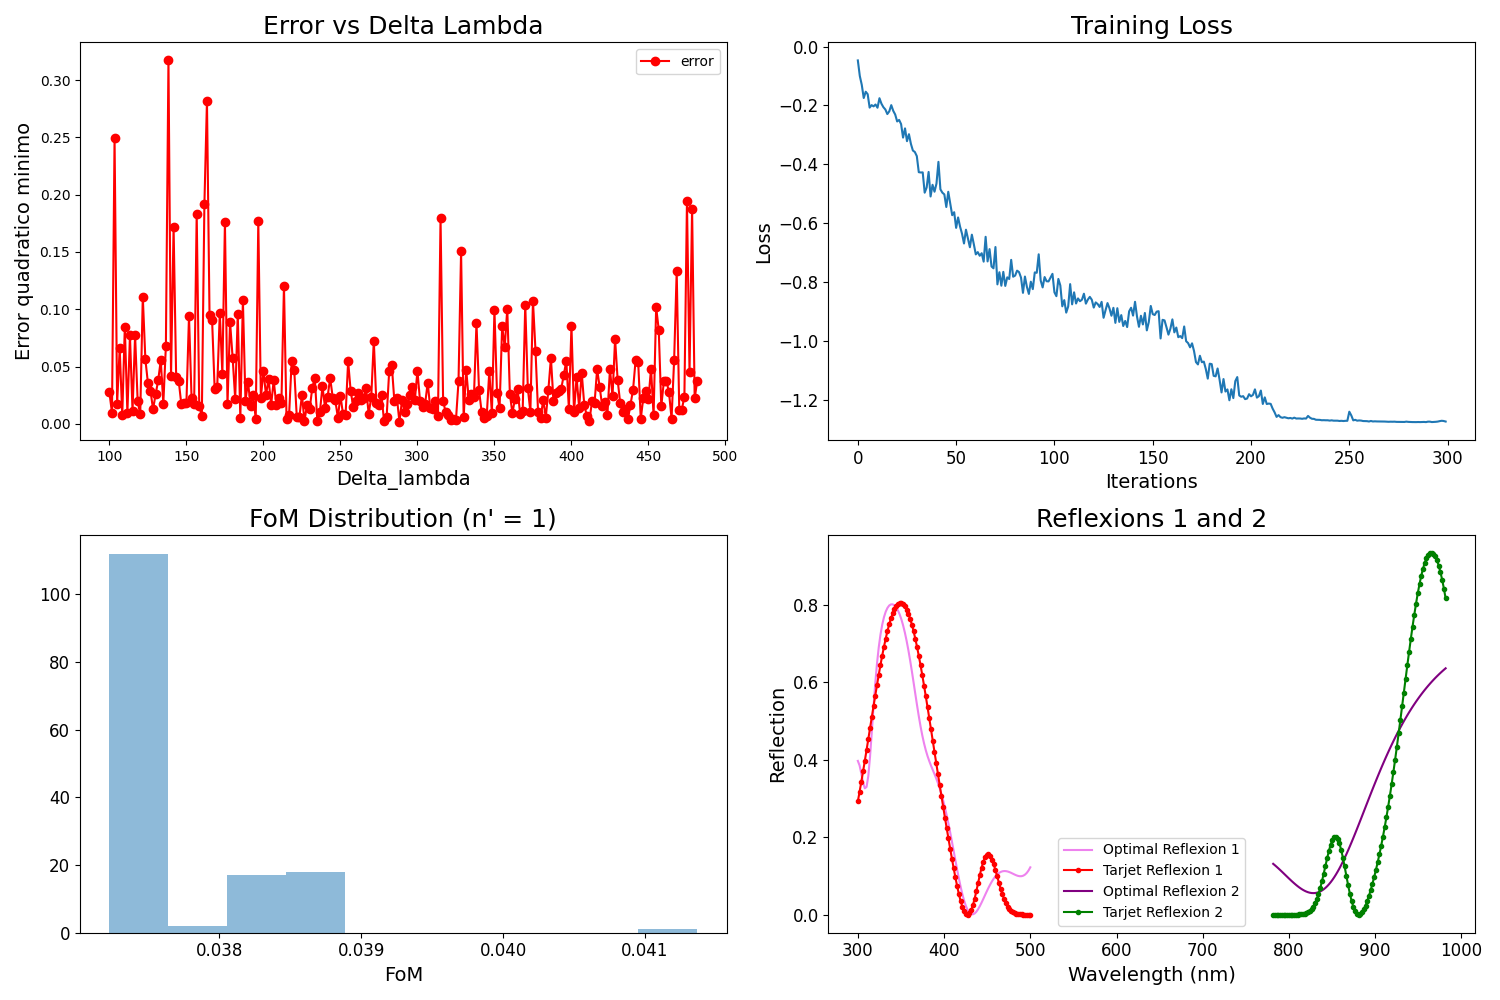 Error vs Delta Lambda
error
Error quadratico minimo
0.30
0.25
0.20
0.15
0.10
0.05
0.00
100 150 200 250 300 350 400 450 500
Delta_lambda
Training Loss
Loss
0.0
−0.2
−0.4
−0.6
−0.8
−1.0
−1.2
0 50 100 150 200 250 300
Iterations
FoM Distribution (n' = 1)
100
80
60
40
20
0
0.038 0.039 0.040 0.041
FoM
Reflexions 1 and 2
Reflection
0.8
0.6
0.4
0.2
0.0
Optimal Reflexion 1
Tarjet Reflexion 1
Optimal Reflexion 2
Tarjet Reflexion 2
300 400 500 600 700 800 900 1000
Wavelength (nm)